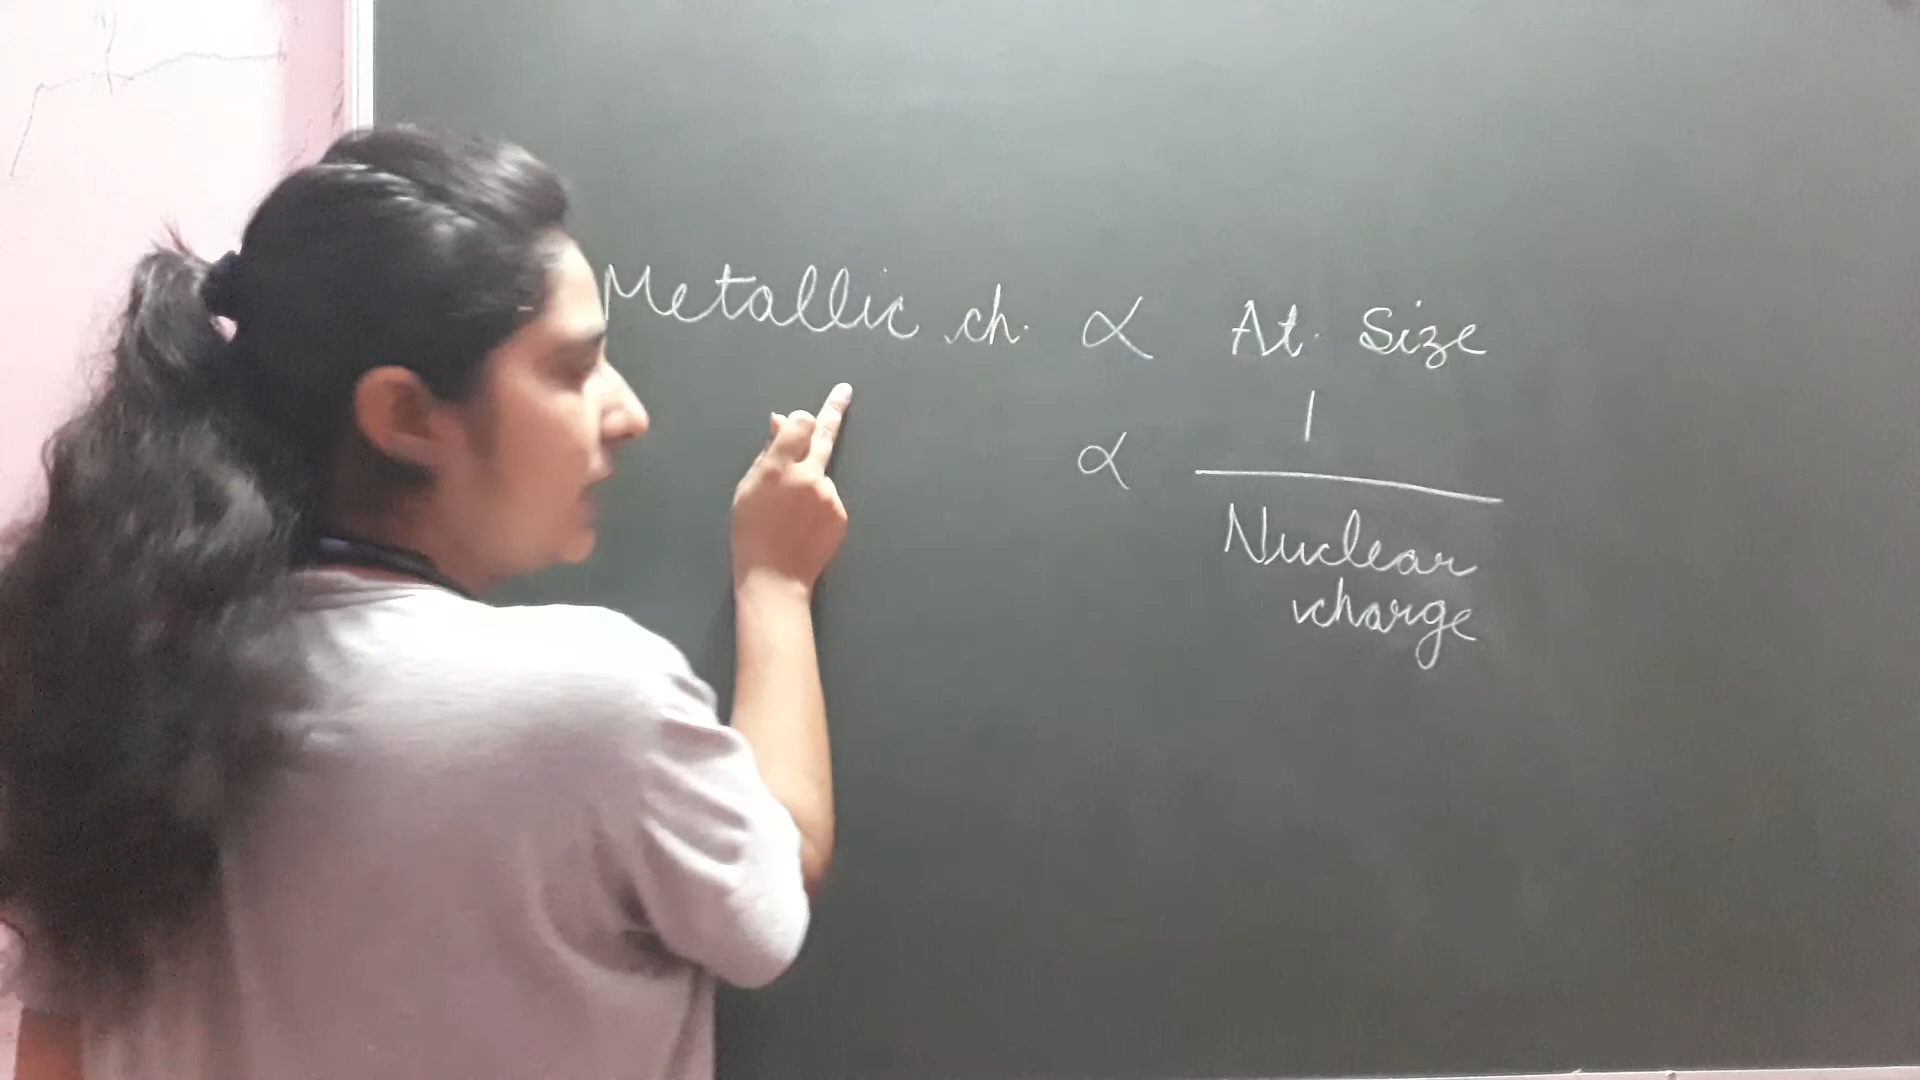 Metallic ch. ∝ At. Size
∝ 1
Nuclear
charge